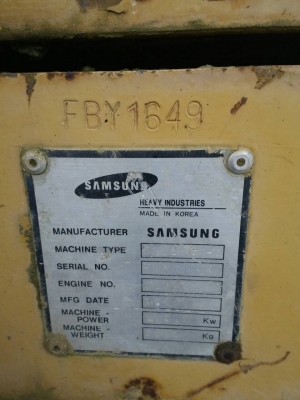 FBY1649
SAMSUNG
HEAVY INDUSTRIES
MADE IN KOREA
MANUFACTURER SAMSUNG
MACHINE TYPE
SERIAL NO.
ENGINE NO.
MFG DATE
MACHINE - POWER Kw
MACHINE - WEIGHT Kg